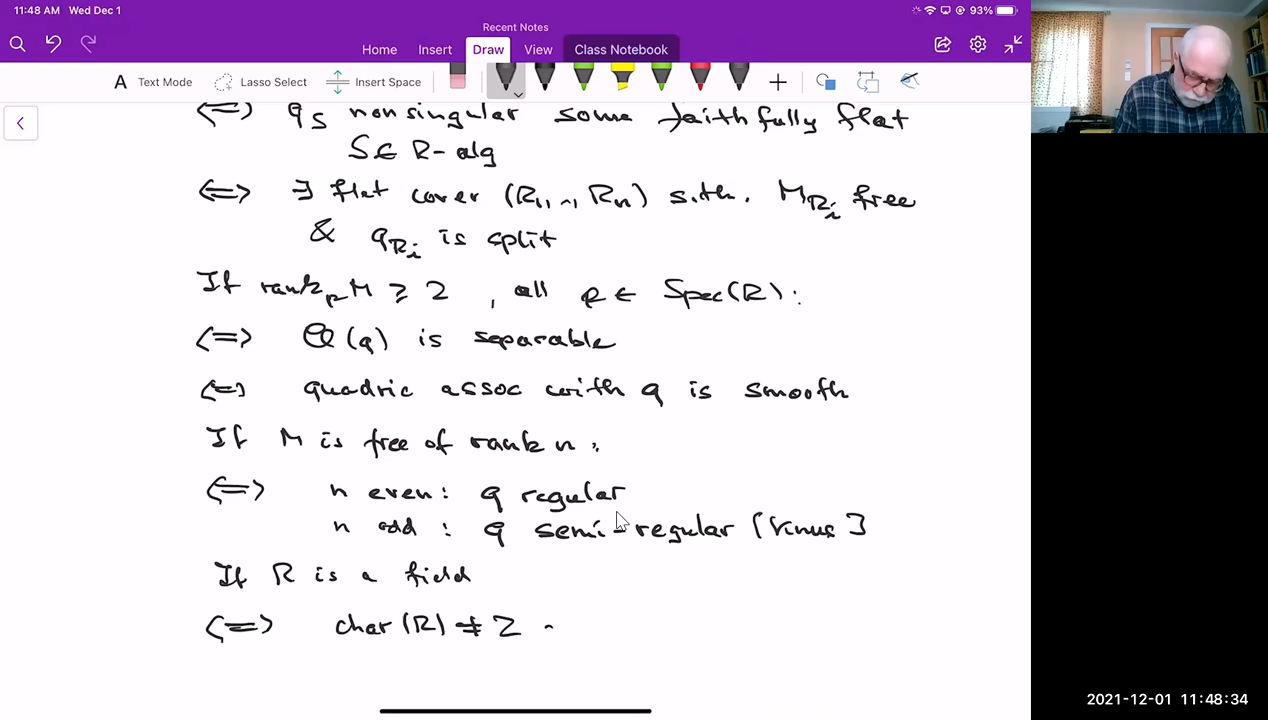 11:48 AM Wed Dec 1
93%
Recent Notes
Home Insert Draw View Class Notebook
A Text Mode Lasso Select Insert Space
⟺ q_S nonsingular some faithfully flat
S ∈ R-alg
⟺ ∃ flat cover (R_1, ..., R_n) s.th. M_{R_i} free
& q_{R_i} is split
If rank_p M ≥ 2, all p ∈ Spec(R):
⟺ Q(q) is separable
⟺ quadric assoc with q is smooth
If M is free of rank n:
⟺ n even: q regular
n odd: q semi-regular [Kinus]
If R is a field
⟺ char(R) ≠ 2
2021-12-01 11:48:34